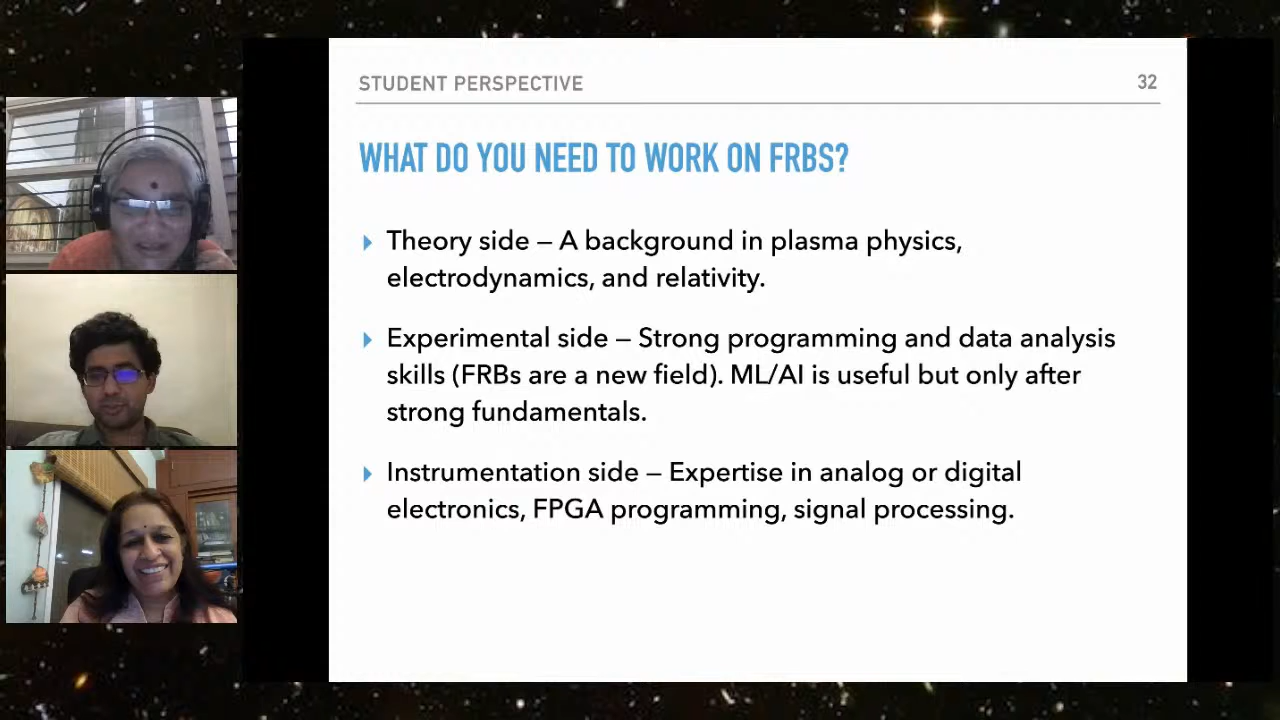 STUDENT PERSPECTIVE
32
WHAT DO YOU NEED TO WORK ON FRBS?
Theory side – A background in plasma physics,
electrodynamics, and relativity.
Experimental side – Strong programming and data analysis
skills (FRBs are a new field). ML/AI is useful but only after
strong fundamentals.
Instrumentation side – Expertise in analog or digital
electronics, FPGA programming, signal processing.